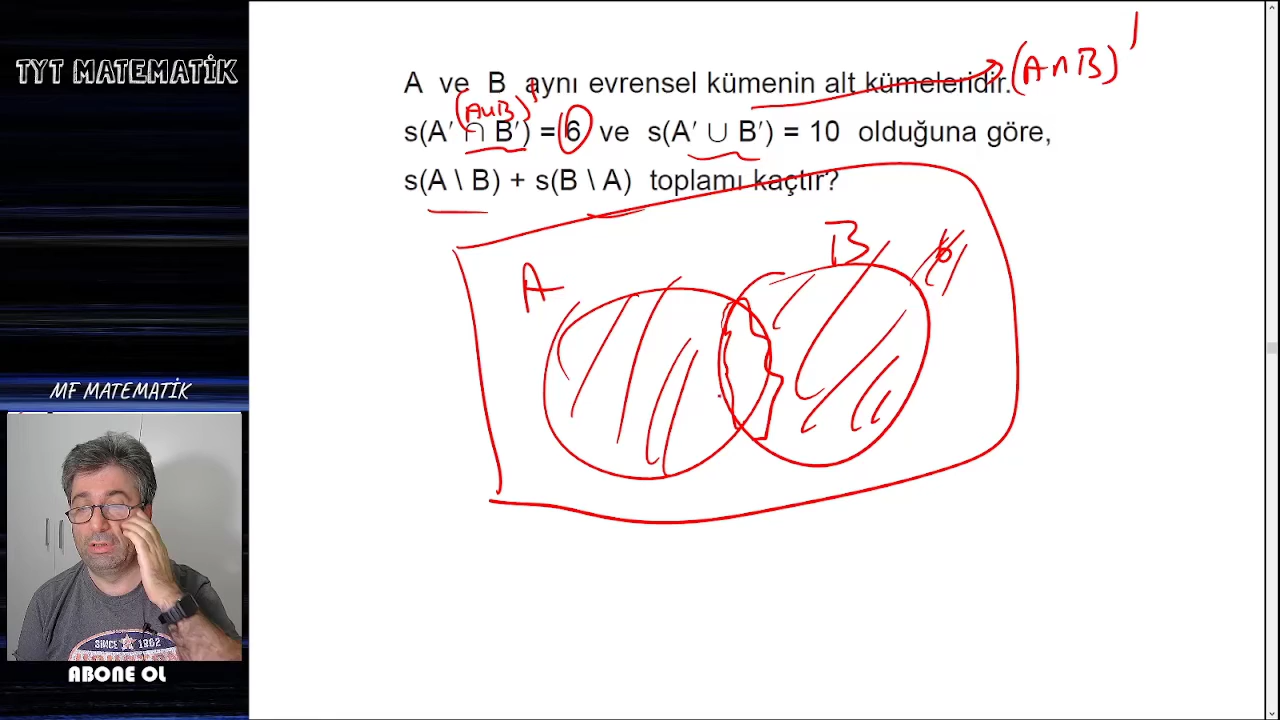 TYT MATEMATİK
A ve B aynı evrensel kümenin alt kümeleridir. (A∩B)'
(A∪B)'
s(A' ∩ B') = 6 ve s(A' ∪ B') = 10 olduğuna göre,
s(A \ B) + s(B \ A) toplamı kaçtır?
B
6
A
MF MATEMATİK
SINCE 1902
ABONE OL